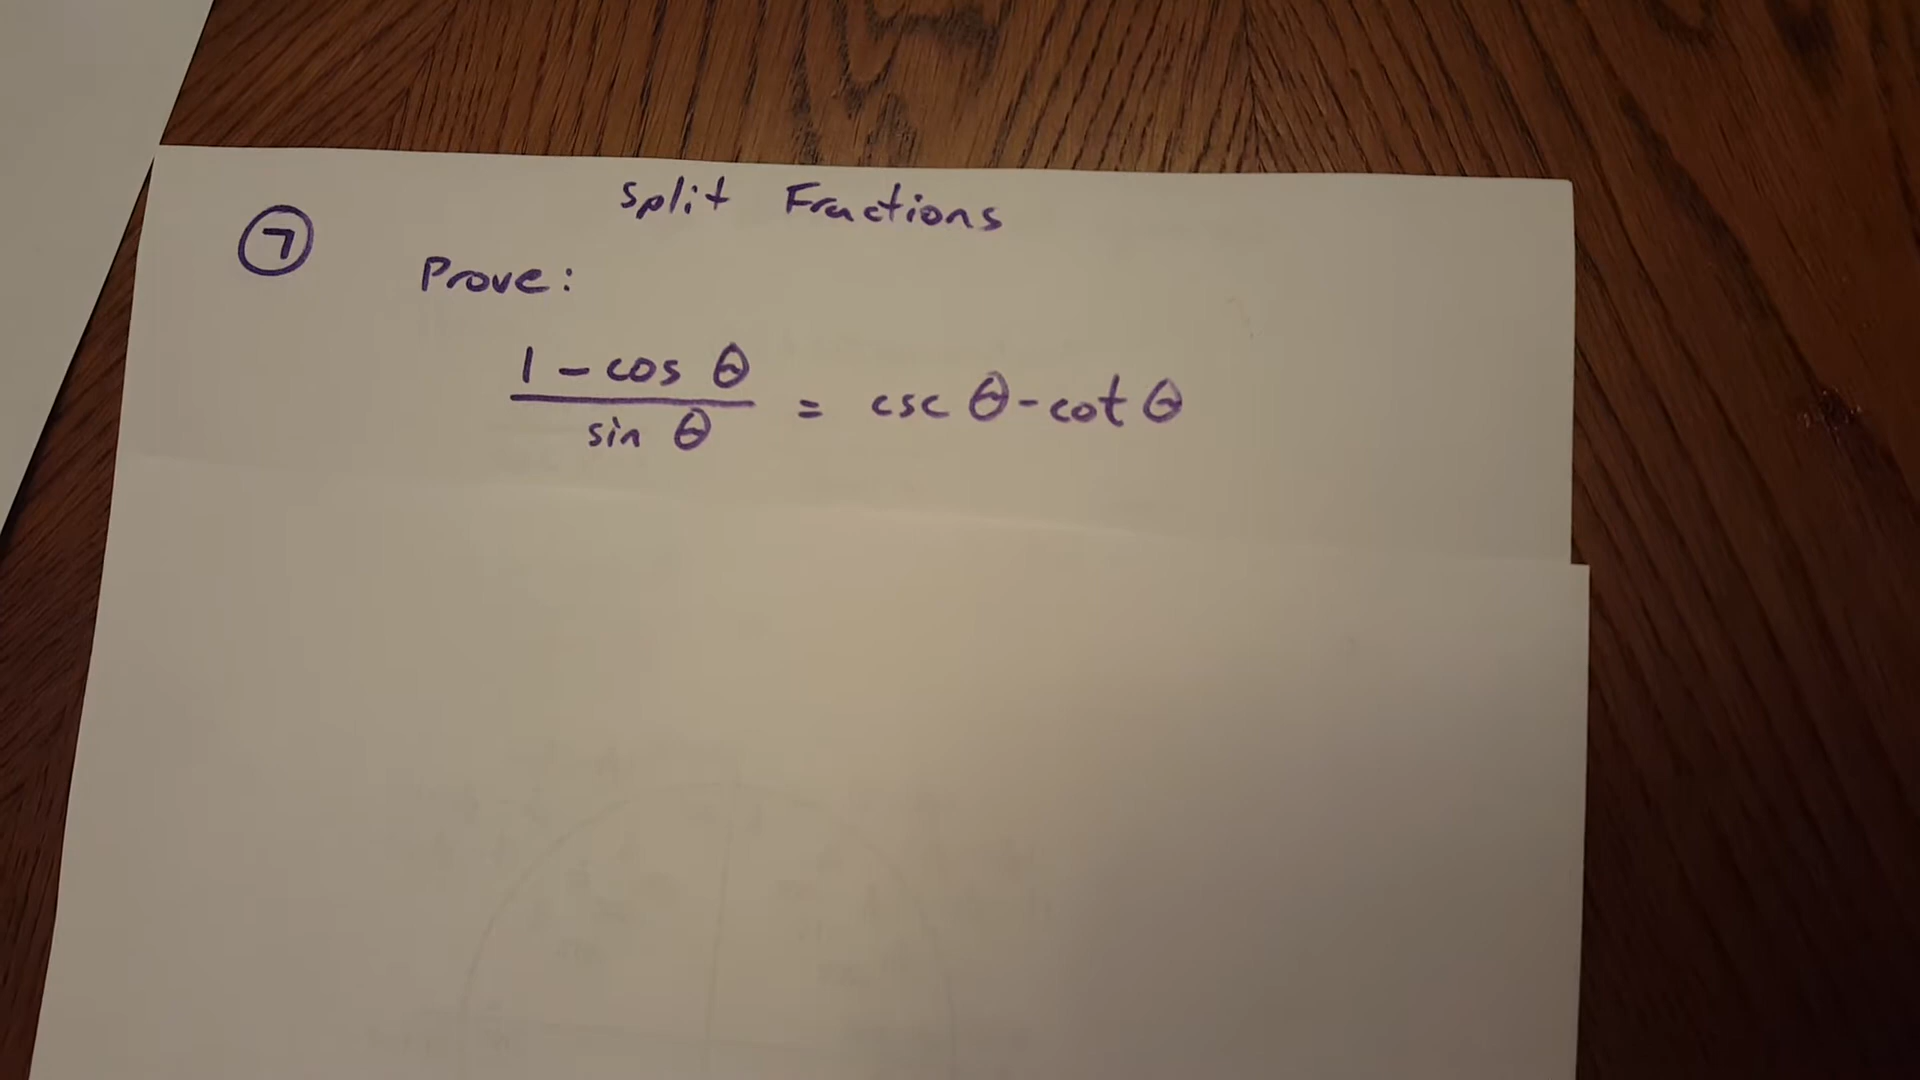 Split Fractions
7
Prove:
1 - cos θ
sin θ
= csc θ - cot θ